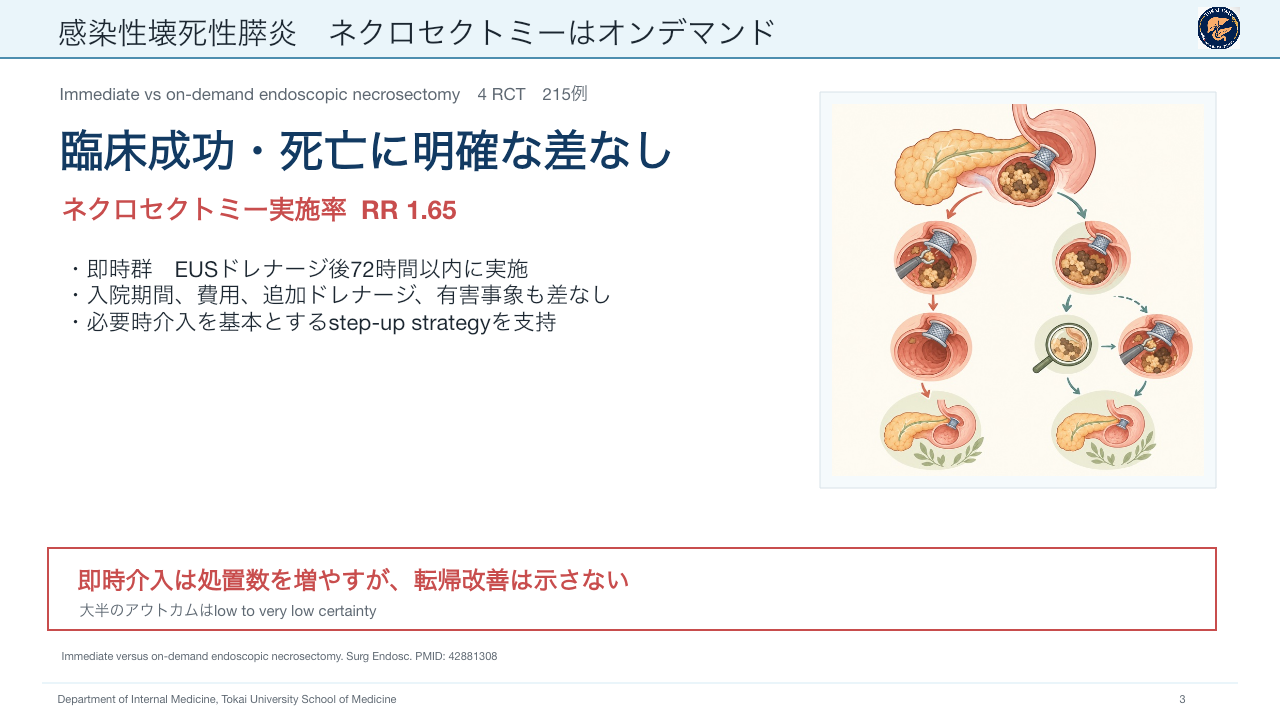 感染性壊死性膵炎　ネクロセクトミーはオンデマンド
Immediate vs on-demand endoscopic necrosectomy　4 RCT　215例
臨床成功・死亡に明確な差なし
ネクロセクトミー実施率 RR 1.65
・即時群　EUSドレナージ後72時間以内に実施
・入院期間、費用、追加ドレナージ、有害事象も差なし
・必要時介入を基本とするstep-up strategyを支持
即時介入は処置数を増やすが、転帰改善は示さない
大半のアウトカムはlow to very low certainty
Immediate versus on-demand endoscopic necrosectomy. Surg Endosc. PMID: 42881308
Department of Internal Medicine, Tokai University School of Medicine
3